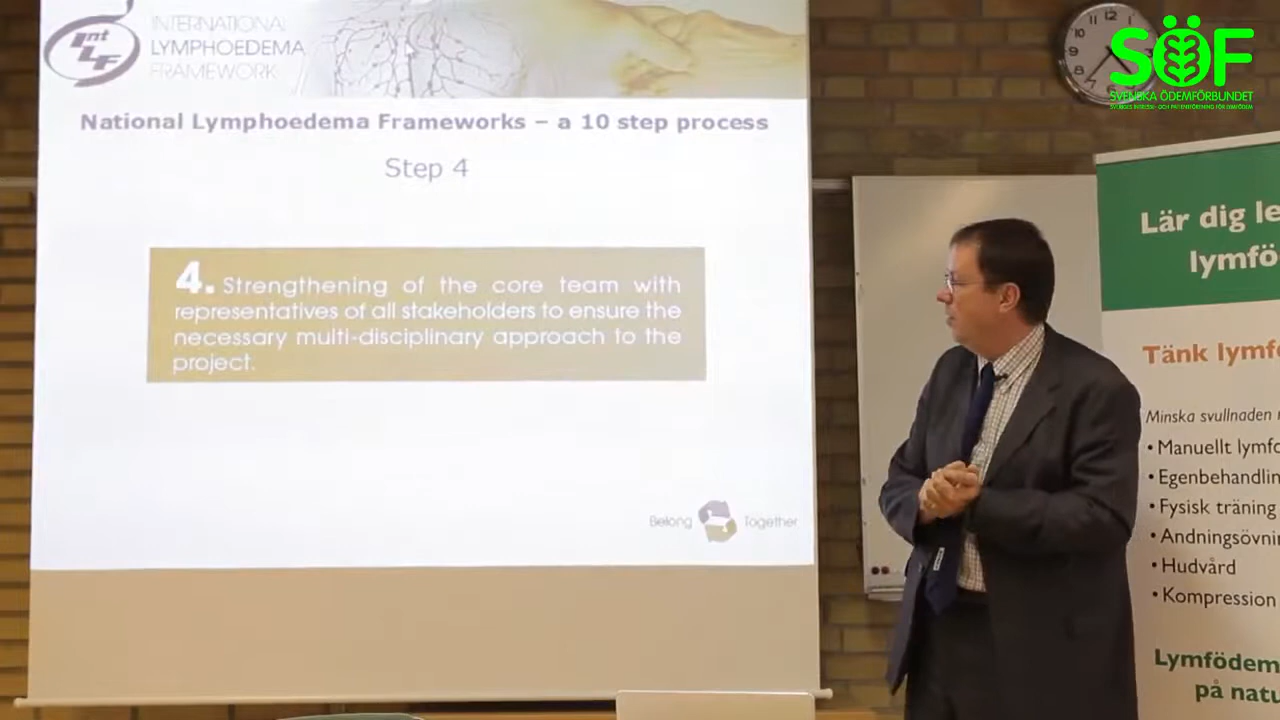 Int
LF
INTERNATIONAL
LYMPHOEDEMA
FRAMEWORK
National Lymphoedema Frameworks – a 10 step process
Step 4
4. Strengthening of the core team with
representatives of all stakeholders to ensure the
necessary multi-disciplinary approach to the
project.
Belong Together
SÖF
SVENSKA ÖDEMFÖRBUNDET
Lär dig le
lymfö
Tänk lymf
Minska svullnaden
• Manuellt lymf
• Egenbehandlin
• Fysisk träning
• Andningsövni
• Hudvård
• Kompression
Lymfödem
på natu